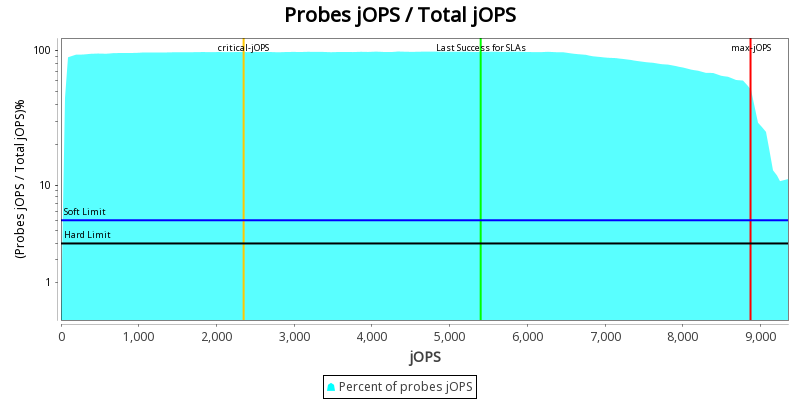 Probes jOPS / Total jOPS
(Probes jOPS / Total jOPS)%
100
10
1
critical-jOPS
Last Success for SLAs
max-jOPS
Soft Limit
Hard Limit
0
1,000
2,000
3,000
4,000
5,000
6,000
7,000
8,000
9,000
jOPS
Percent of probes jOPS